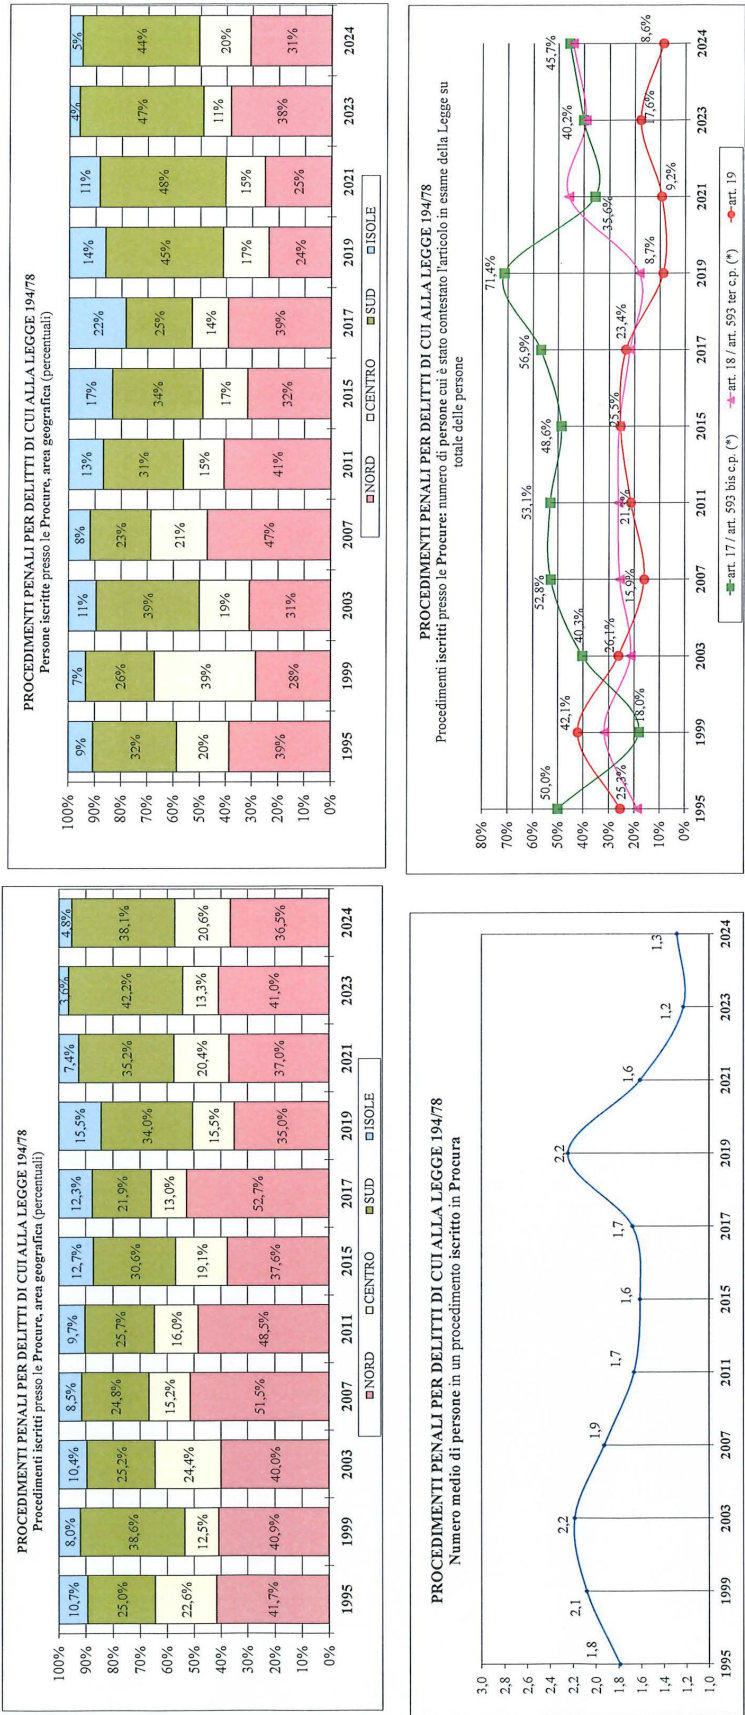 PROCEDIMENTI PENALI PER DELITTI DI CUI ALLA LEGGE 194/78
Procedimenti iscritti presso le Procure, area geografica (percentuali)
100%
90%
80%
70%
60%
50%
40%
30%
20%
10%
0%
10,7% 8,0% 10,4% 8,5% 9,7% 12,7% 12,3% 15,5% 7,4% 3,6% 4,8%
25,0% 38,6% 25,2% 24,8% 25,7% 30,6% 21,9% 34,0% 35,2% 42,2% 38,1%
22,6% 12,5% 24,4% 15,2% 16,0% 19,1% 13,0% 15,5% 20,4% 13,3% 20,6%
41,7% 40,9% 40,0% 51,5% 48,5% 37,6% 52,7% 35,0% 37,0% 41,0% 36,5%
1995 1999 2003 2007 2011 2015 2017 2019 2021 2023 2024
NORD CENTRO SUD ISOLE
PROCEDIMENTI PENALI PER DELITTI DI CUI ALLA LEGGE 194/78
Persone iscritte presso le Procure, area geografica (percentuali)
100%
90%
80%
70%
60%
50%
40%
30%
20%
10%
0%
9% 7% 11% 8% 13% 17% 22% 14% 11% 4% 5%
32% 26% 39% 23% 31% 34% 25% 45% 48% 47% 44%
20% 39% 19% 21% 15% 17% 14% 17% 15% 11% 20%
39% 28% 31% 47% 41% 32% 39% 24% 25% 38% 31%
1995 1999 2003 2007 2011 2015 2017 2019 2021 2023 2024
NORD CENTRO SUD ISOLE
PROCEDIMENTI PENALI PER DELITTI DI CUI ALLA LEGGE 194/78
Numero medio di persone in un procedimento iscritto in Procura
3,0
2,8
2,6
2,4
2,2
2,0
1,8
1,6
1,4
1,2
1,0
1,8 2,1 2,2 1,9 1,7 1,6 1,7 2,2 1,6 1,2 1,3
1995 1999 2003 2007 2011 2015 2017 2019 2021 2023 2024
PROCEDIMENTI PENALI PER DELITTI DI CUI ALLA LEGGE 194/78
Procedimenti iscritti presso le Procure: numero di persone cui è stato contestato l'articolo in esame della Legge su
totale delle persone
80%
70%
60%
50%
40%
30%
20%
10%
0%
50,0% 18,0% 40,3% 52,8% 53,1% 48,6% 56,9% 71,4% 35,6% 40,2% 45,7%
25,3% 42,1% 26,1% 15,9% 21,2% 25,5% 23,4% 8,7% 9,2% 17,6% 8,6%
1995 1999 2003 2007 2011 2015 2017 2019 2021 2023 2024
art. 17 / art. 593 bis c.p. (*) art. 18 / art. 593 ter c.p. (*) art. 19